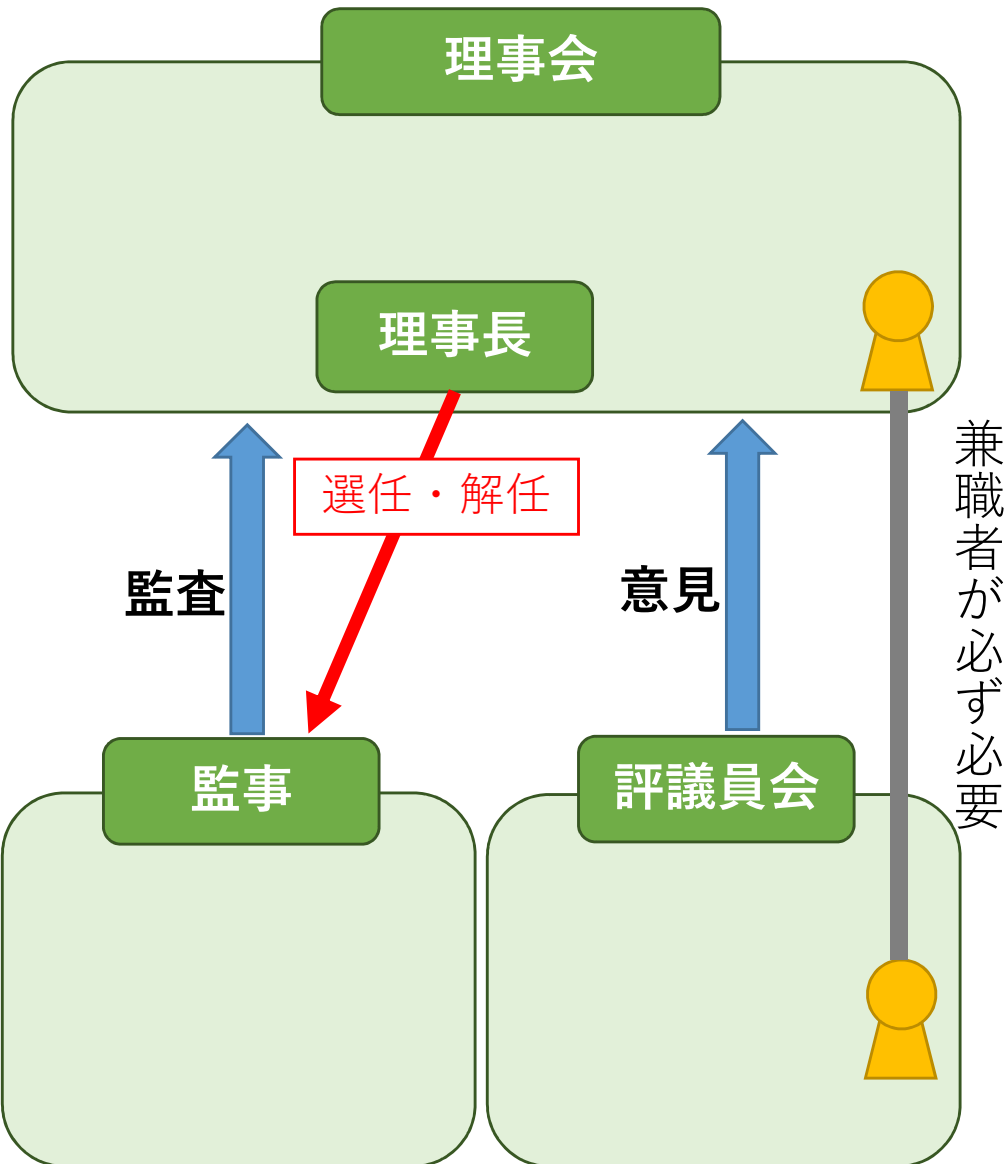 理事会
理事長
選任・解任
監査
意見
兼職者が必ず必要
監事
評議員会